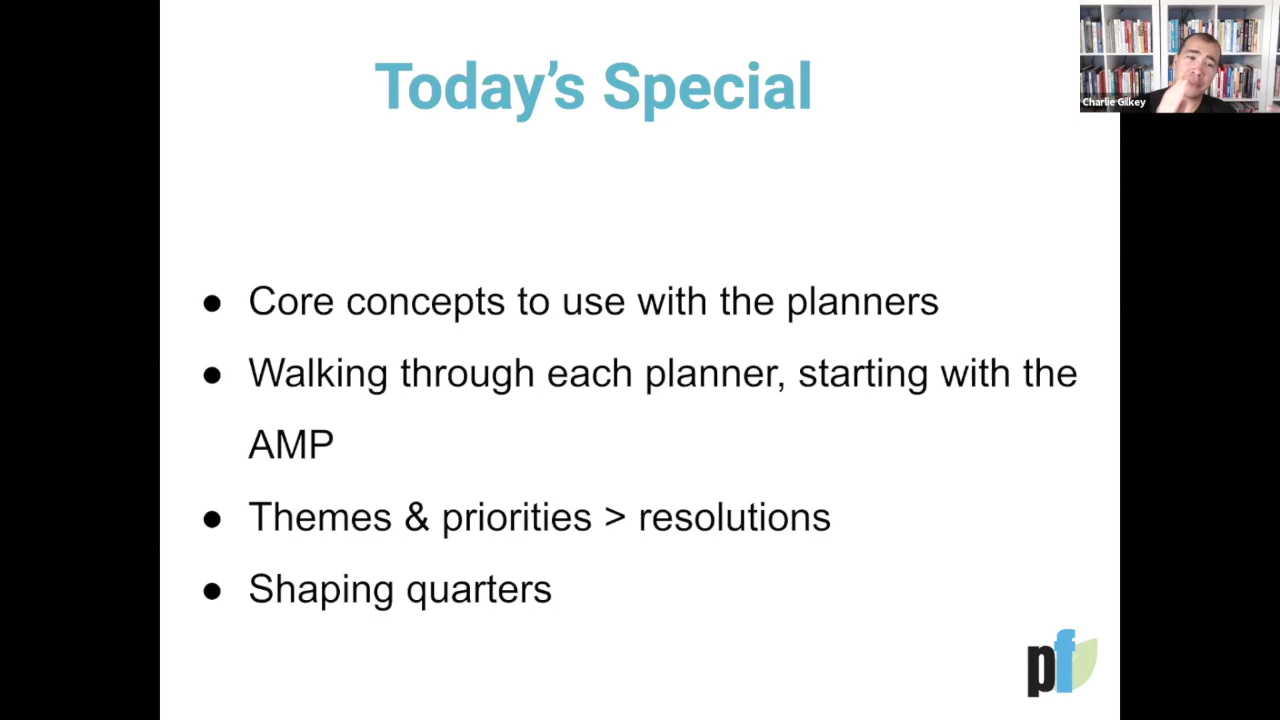 Today's Special
Charlie Gilkey
● Core concepts to use with the planners
● Walking through each planner, starting with the
AMP
● Themes & priorities > resolutions
● Shaping quarters
pf